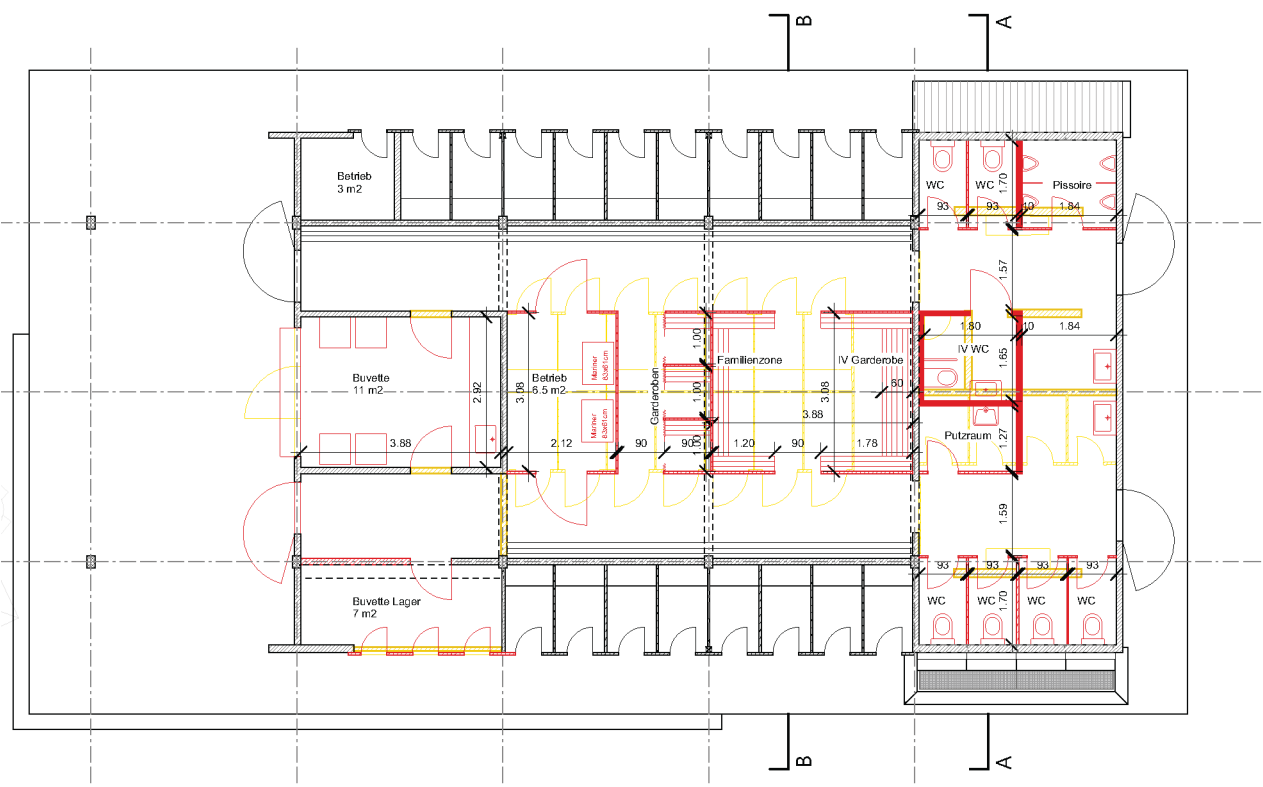 B
A
Betrieb
3 m2
WC
WC
1.70
Pissoire
93
93
10
1.84
1.57
1.80
10
1.84
IV WC
1.65
Buvette
11 m2
2.92
3.08
Betrieb
6.5 m2
Mariner
83x61cm
Mariner
83x61cm
Garderoben
1.00
1.00
1.00
Familienzone
IV Garderobe
3.08
60
3.88
Putzraum
1.27
3.88
2.12
90
90
1.20
90
1.78
1.59
93
93
93
93
Buvette Lager
7 m2
WC
WC
1.70
WC
WC
B
A